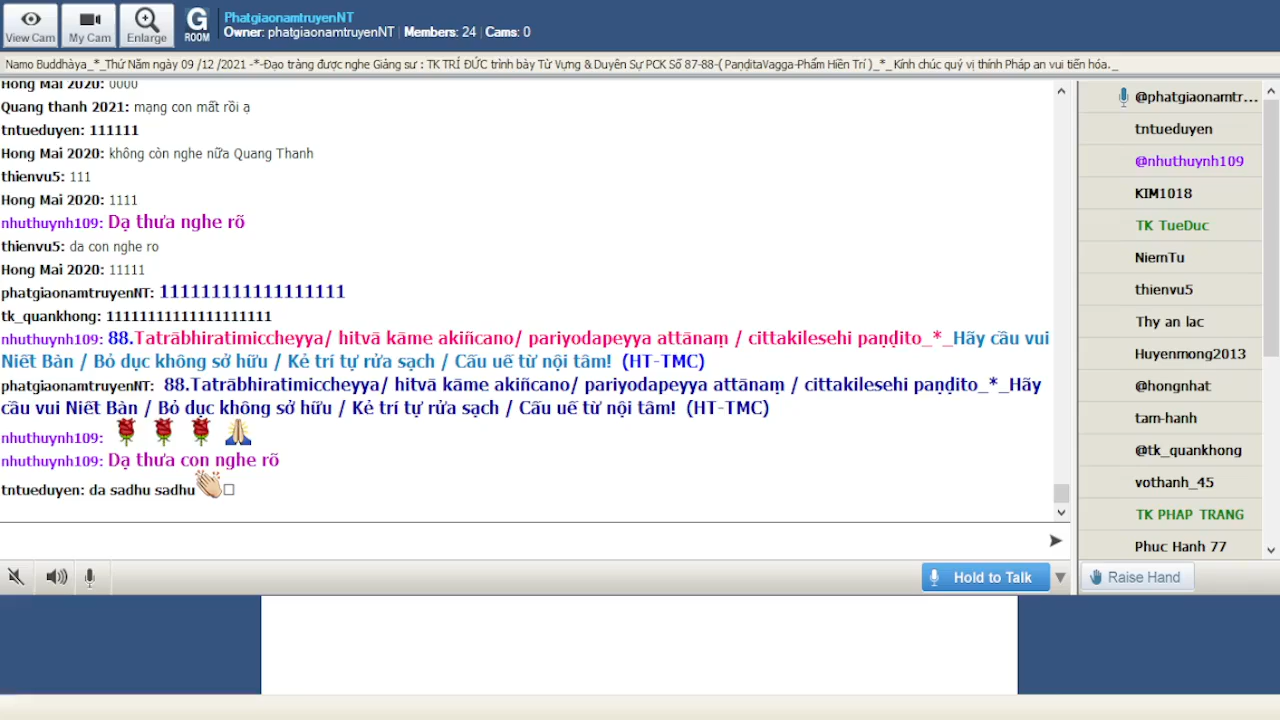 View Cam
My Cam
Enlarge
G
ROOM
PhatgiaonamtruyenNT
Owner: phatgiaonamtruyenNT | Members: 24 | Cams: 0
Namo Buddhàya_*_Thứ Năm ngày 09 /12 /2021 -*-Đạo tràng được nghe Giảng sư : TK TRÍ ĐỨC trình bày Từ Vựng & Duyên Sự PCK Số 87-88-( PaṇḍitaVagga-Phẩm Hiền Trí )_*_ Kính chúc quý vị thính Pháp an vui tiến hóa._
Hong Mai 2020: 0000
Quang thanh 2021: mạng con mất rồi ạ
tntueduyen: 111111
Hong Mai 2020: không còn nghe nữa Quang Thanh
thienvu5: 111
Hong Mai 2020: 1111
nhuthuynh109: Dạ thưa nghe rõ
thienvu5: da con nghe ro
Hong Mai 2020: 11111
phatgiaonamtruyenNT: 111111111111111111
tk_quankhong: 11111111111111111111
nhuthuynh109: 88.Tatrābhiratimiccheyya/ hitvā kāme akiñcano/ pariyodapeyya attānaṃ / cittakilesehi paṇḍito_*_Hãy cầu vui
Niết Bàn / Bỏ dục không sở hữu / Kẻ trí tự rửa sạch / Cấu uế từ nội tâm! (HT-TMC)
phatgiaonamtruyenNT: 88.Tatrābhiratimiccheyya/ hitvā kāme akiñcano/ pariyodapeyya attānaṃ / cittakilesehi paṇḍito_*_Hãy
cầu vui Niết Bàn / Bỏ dục không sở hữu / Kẻ trí tự rửa sạch / Cấu uế từ nội tâm! (HT-TMC)
nhuthuynh109:
nhuthuynh109: Dạ thưa con nghe rõ
tntueduyen: da sadhu sadhu
@phatgiaonamtr...
tntueduyen
@nhuthuynh109
KIM1018
TK TueDuc
NiemTu
thienvu5
Thy an lac
Huyenmong2013
@hongnhat
tam-hanh
@tk_quankhong
vothanh_45
TK PHAP TRANG
Phuc Hanh 77
Hold to Talk
Raise Hand